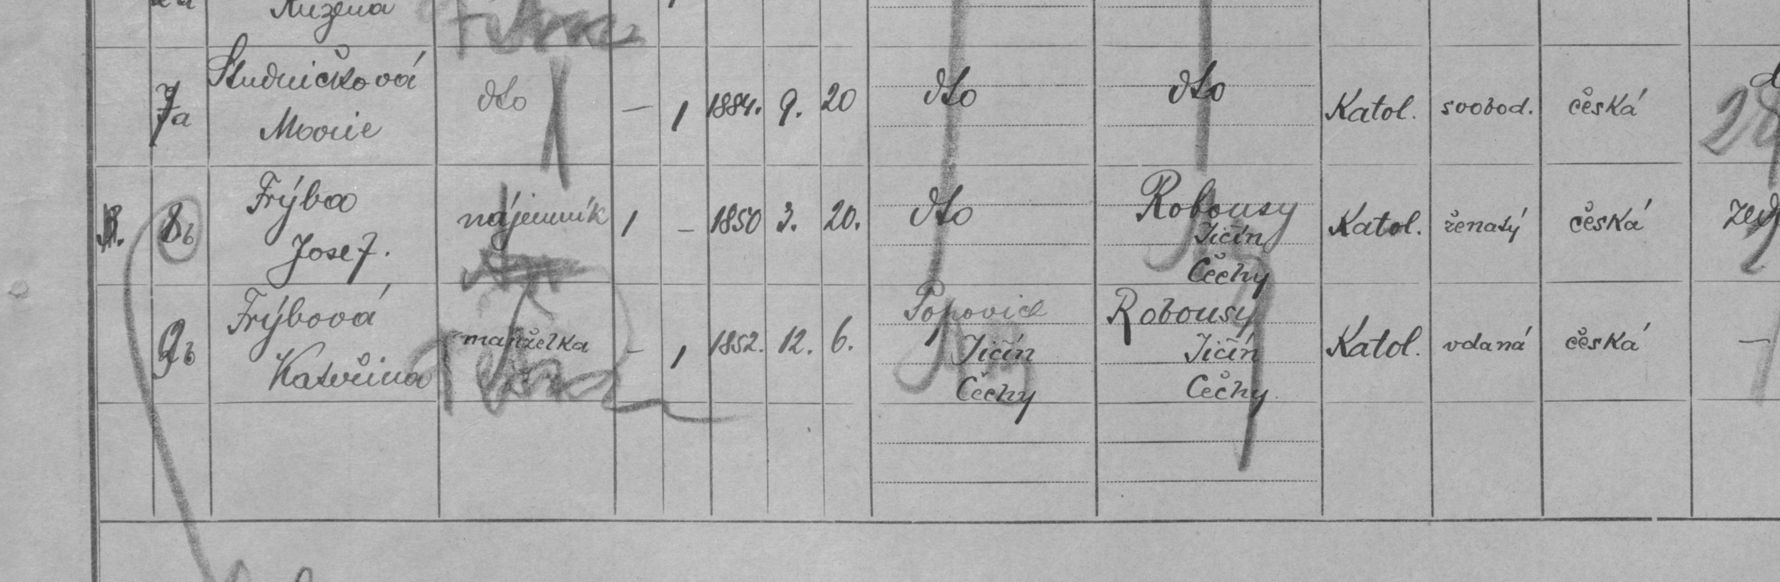 Růžena
7a Studničková Marie dto — 1 1884. 9. 20 dto dto Katol. svobod. česká
8b Frýba Josef. nájemník 1 — 1850 3. 20. dto Robousy Jičín Čechy Katol. ženatý česká
9b Frýbová Kateřina manželka — 1 1852. 12. 6. Popovice Jičín Čechy Robousy Jičín Čechy Katol. vdaná česká —